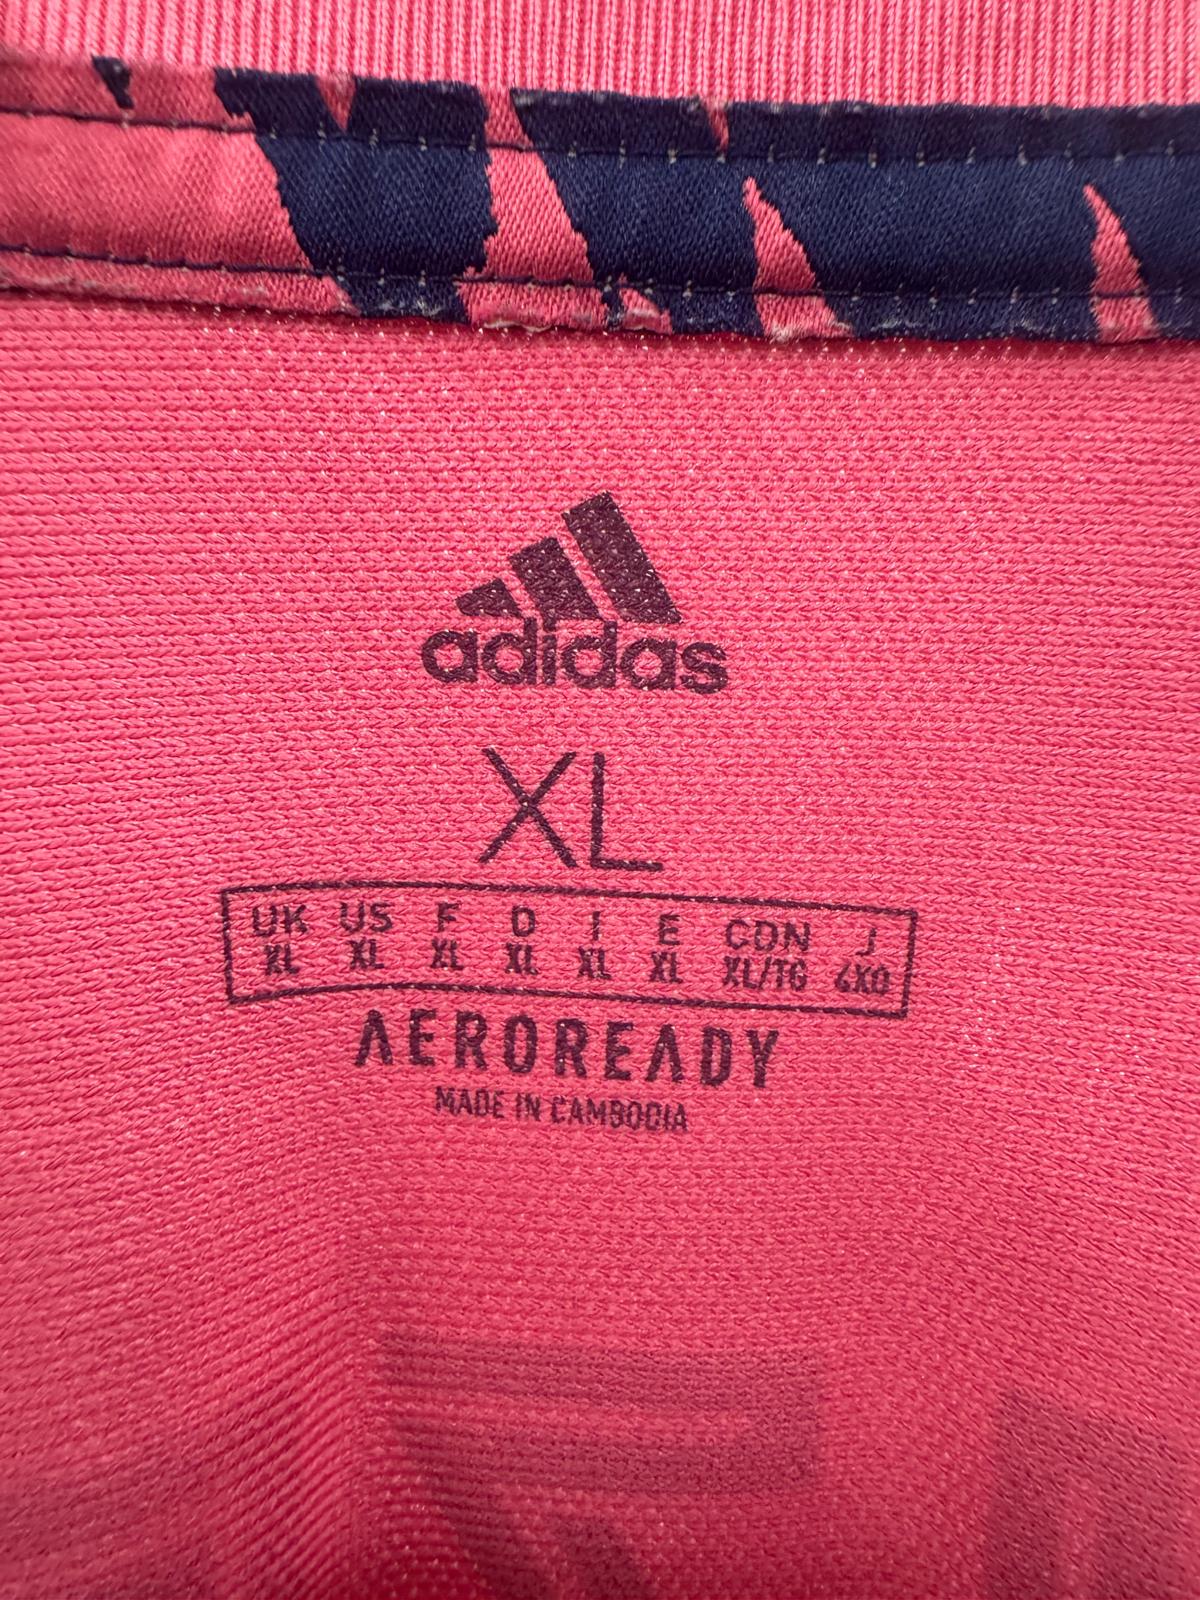 adidas
XL
UK US F D I E CDN J
XL XL XL XL XL XL XL/TG 4XO
AEROREADY
MADE IN CAMBODIA